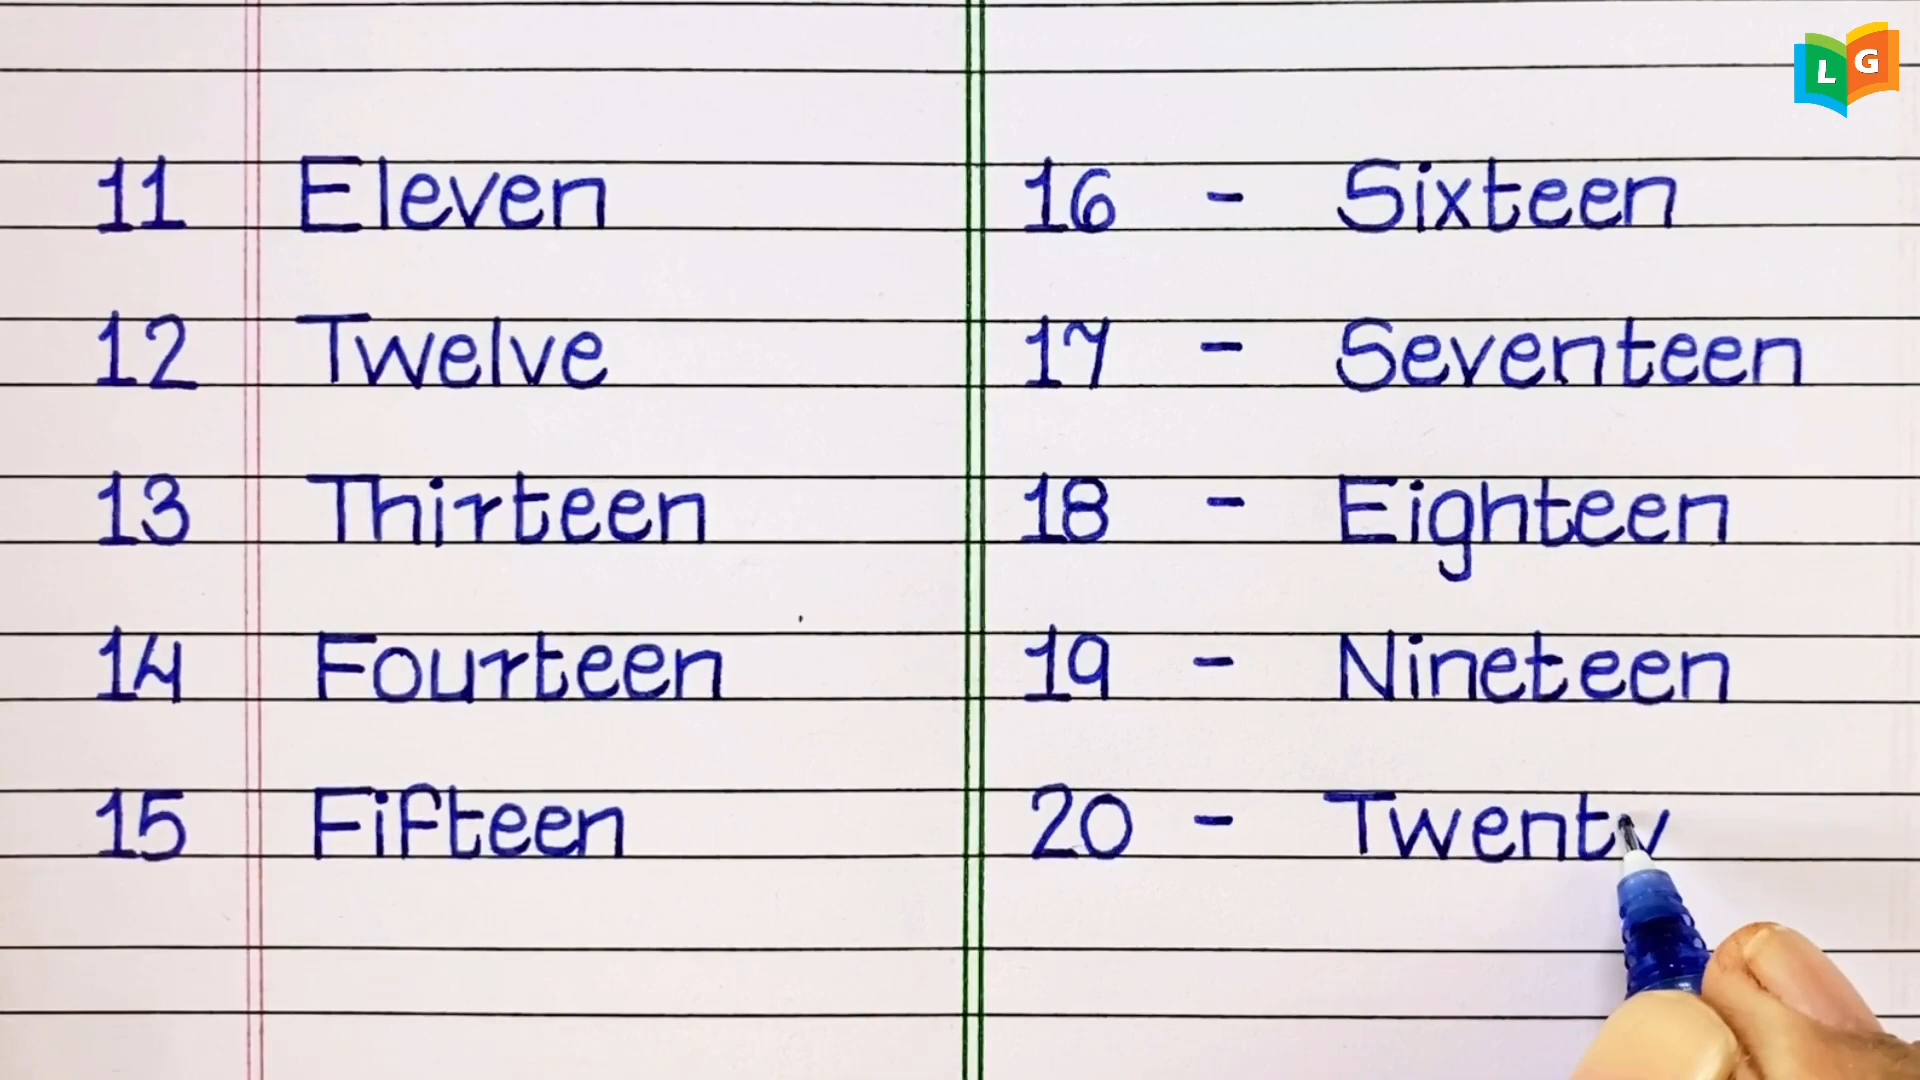 11 Eleven
12 Twelve
13 Thirteen
14 Fourteen
15 Fifteen
16 - Sixteen
17 - Seventeen
18 - Eighteen
19 - Nineteen
20 - Twenty
LG